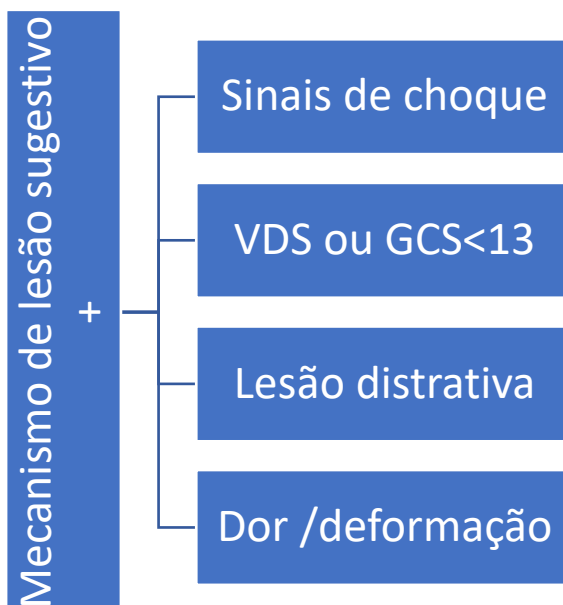 Mecanismo de lesão sugestivo
+
Sinais de choque
VDS ou GCS<13
Lesão distrativa
Dor /deformação